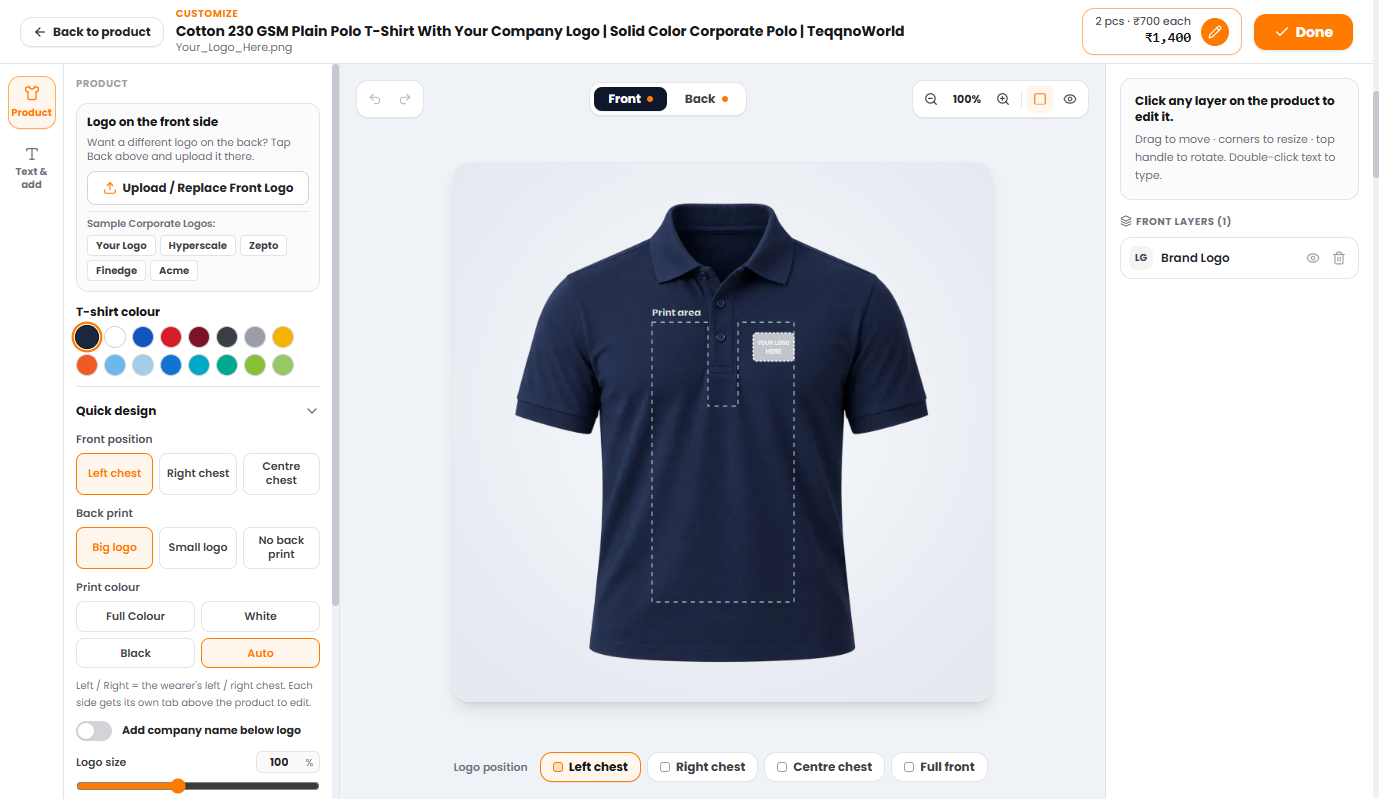 Back to product
CUSTOMIZE
Cotton 230 GSM Plain Polo T-Shirt With Your Company Logo | Solid Color Corporate Polo | TeqqnoWorld
Your_Logo_Here.png
2 pcs · ₹700 each
₹1,400
Done
Product
Text &
add
PRODUCT
Logo on the front side
Want a different logo on the back? Tap
Back above and upload it there.
Upload / Replace Front Logo
Sample Corporate Logos:
Your Logo
Hyperscale
Zepto
Finedge
Acme
T-shirt colour
Quick design
Front position
Left chest
Right chest
Centre
chest
Back print
Big logo
Small logo
No back
print
Print colour
Full Colour
White
Black
Auto
Left / Right = the wearer's left / right chest. Each
side gets its own tab above the product to edit.
Add company name below logo
Logo size
100 %
Front
Back
100%
Print area
YOUR LOGO
HERE
Logo position
Left chest
Right chest
Centre chest
Full front
Click any layer on the product to
edit it.
Drag to move · corners to resize · top
handle to rotate. Double-click text to
type.
FRONT LAYERS (1)
LG
Brand Logo